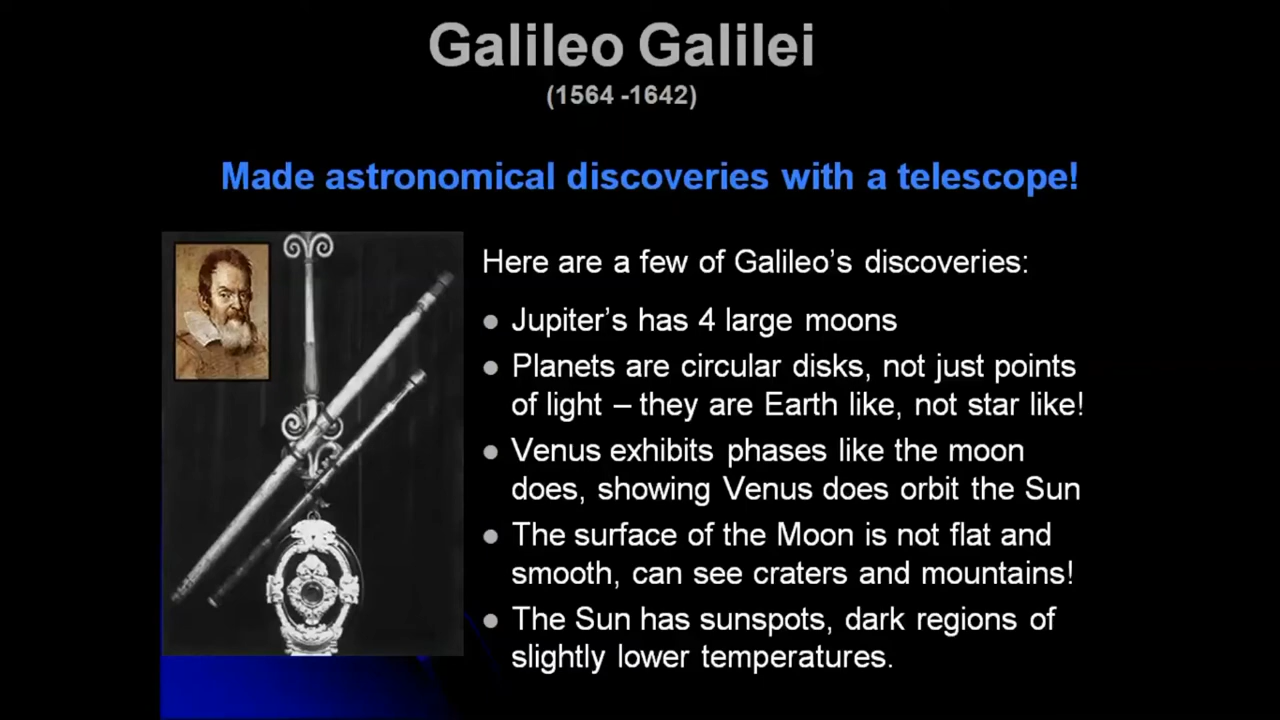 Galileo Galilei
(1564 -1642)
Made astronomical discoveries with a telescope!
Here are a few of Galileo’s discoveries:
● Jupiter’s has 4 large moons
● Planets are circular disks, not just points
of light – they are Earth like, not star like!
● Venus exhibits phases like the moon
does, showing Venus does orbit the Sun
● The surface of the Moon is not flat and
smooth, can see craters and mountains!
● The Sun has sunspots, dark regions of
slightly lower temperatures.